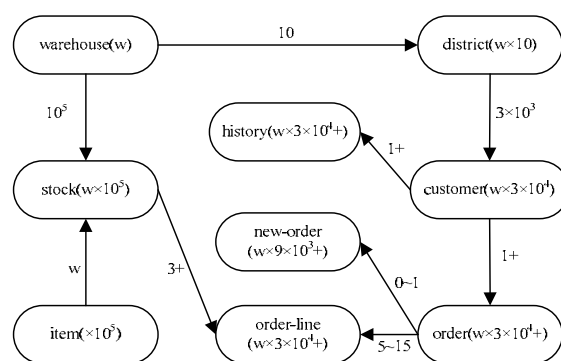 warehouse(w)
10
district(w×10)
10⁵
3×10³
history(w×3×10⁴+)
1+
stock(w×10⁵)
customer(w×3×10⁴)
new-order
(w×9×10³+)
w
3+
0~1
1+
item(×10⁵)
order-line
(w×3×10⁴+)
5~15
order(w×3×10⁴+)